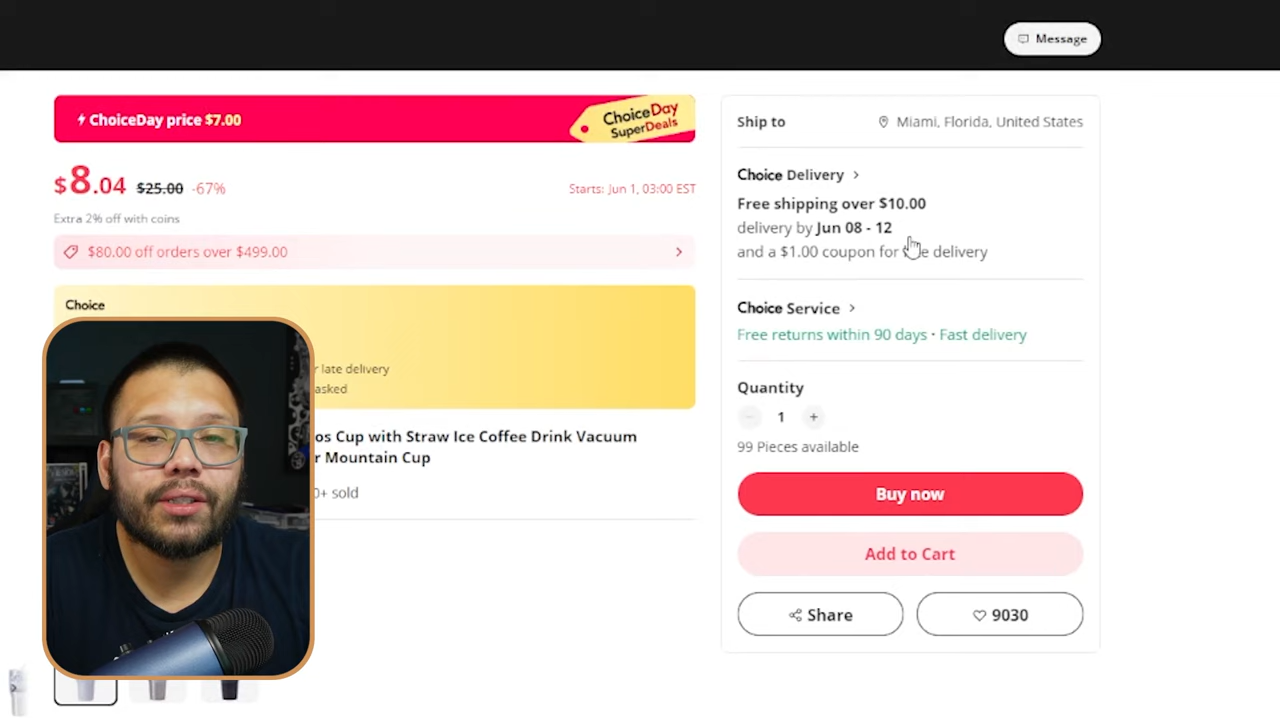 Message
ChoiceDay price $7.00
ChoiceDay
SuperDeals
$8.04 $25.00 -67%
Starts: Jun 1, 03:00 EST
Extra 2% off with coins
$80.00 off orders over $499.00
Choice
late delivery
asked
Cup with Straw Ice Coffee Drink Vacuum
Mountain Cup
sold
Ship to
Miami, Florida, United States
Choice Delivery
Free shipping over $10.00
delivery by Jun 08 - 12
and a $1.00 coupon for delivery
Choice Service
Free returns within 90 days · Fast delivery
Quantity
1 +
99 Pieces available
Buy now
Add to Cart
Share
9030